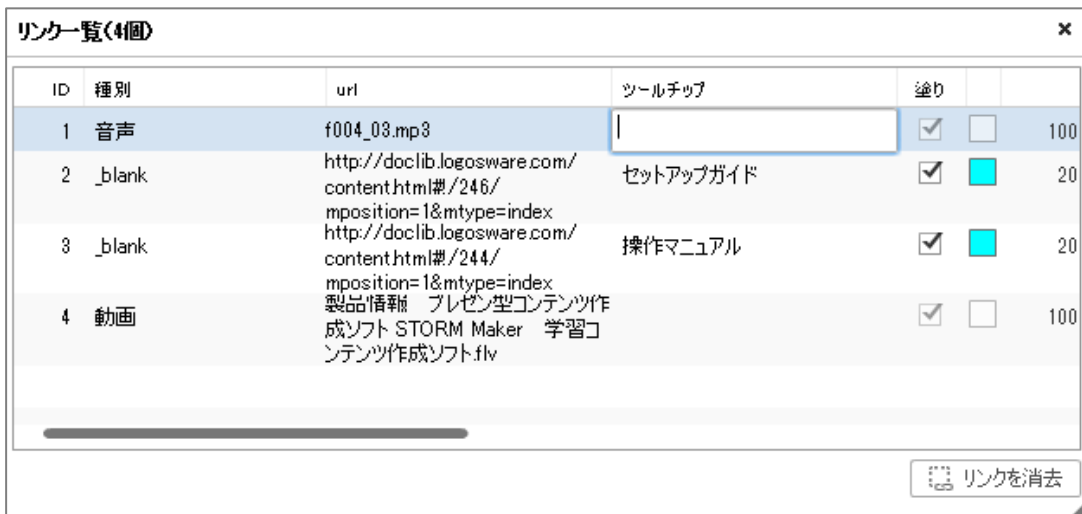 リンク一覧(4個)
ID 種別 url ツールチップ 塗り
1 音声 f004_03.mp3 100
2 _blank http://doclib.logosware.com/
content.html#!/246/
mposition=1&mtype=index セットアップガイド 20
3 _blank http://doclib.logosware.com/
content.html#!/244/
mposition=1&mtype=index 操作マニュアル 20
4 動画 製品情報 プレゼン型コンテンツ作
成ソフト STORM Maker 学習コ
ンテンツ作成ソフト.flv 100
リンクを消去